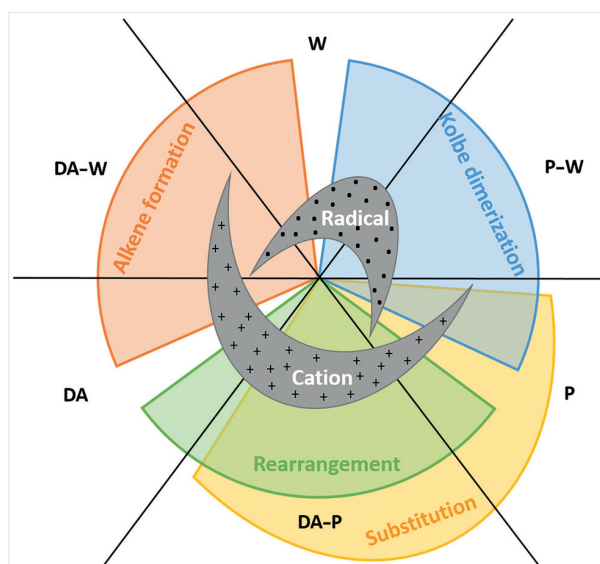 W
DA–W
Alkene formation
Kolbe dimerization
P–W
Radical
Cation
DA
P
Rearrangement
DA–P
Substitution